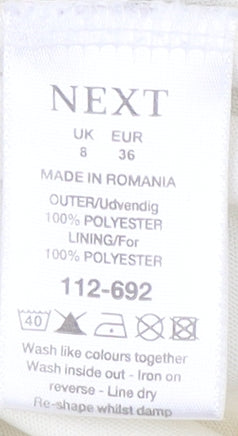 NEXT
UK EUR
8 36
MADE IN ROMANIA
OUTER/Udvendig
100% POLYESTER
LINING/For
100% POLYESTER
112-692
40
Wash like colours together
Wash inside out - Iron on
reverse - Line dry
Re-shape whilst damp